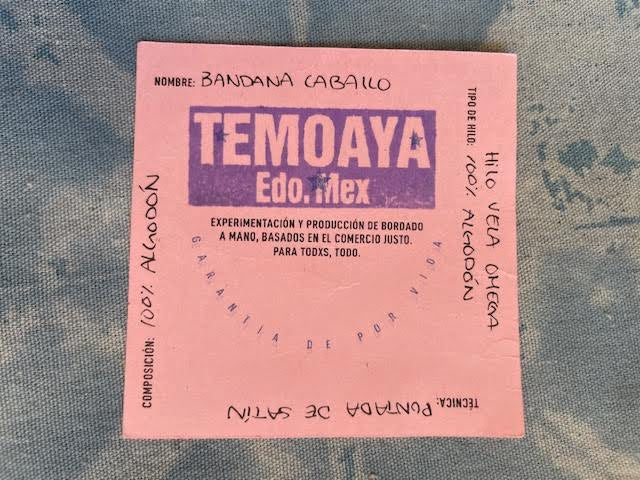 NOMBRE: BANDANA CABALLO
TEMOAYA
Edo. Mex
EXPERIMENTACIÓN Y PRODUCCIÓN DE BORDADO
A MANO, BASADOS EN EL COMERCIO JUSTO.
PARA TODXS, TODO.
GARANTÍA DE POR VIDA
TIPO DE HILO: HILO VELA OMEGA
100% ALGODÓN
TÉCNICA: PUNTADA DE SATÍN
COMPOSICIÓN: 100% ALGODÓN